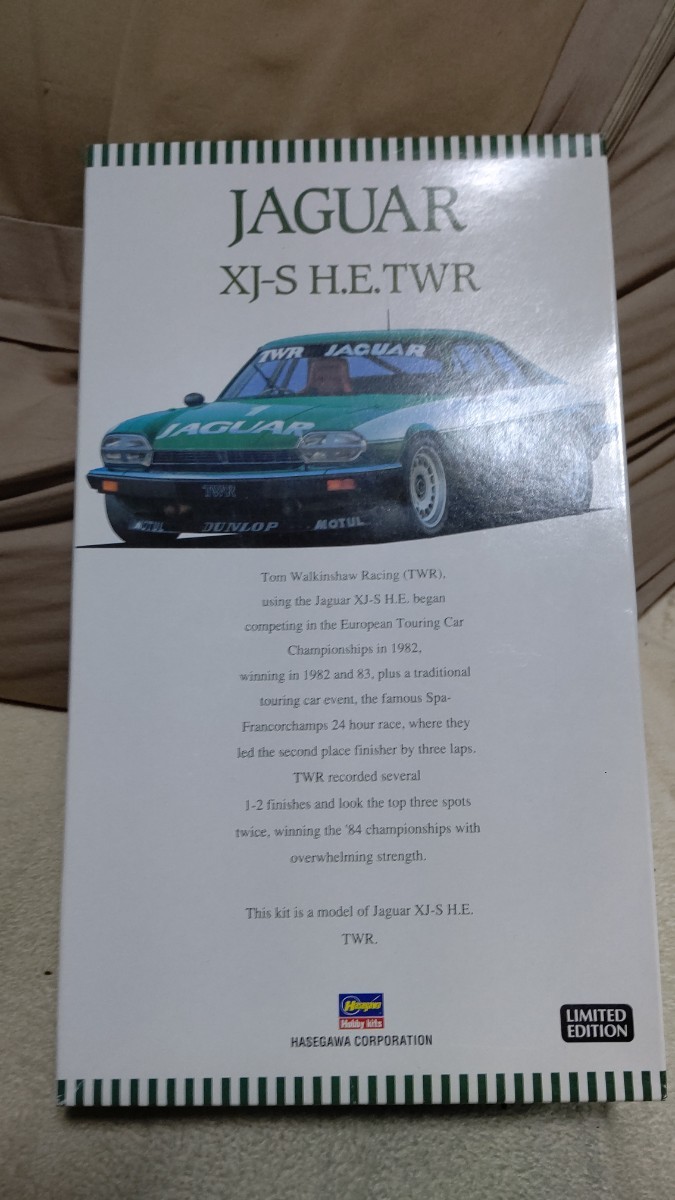 JAGUAR
XJ-S H.E.TWR
TWR JAGUAR
1
JAGUAR
TWR
MOTUL DUNLOP MOTUL
Tom Walkinshaw Racing (TWR),
using the Jaguar XJ-S H.E. began
competing in the European Touring Car
Championships in 1982,
winning in 1982 and 83, plus a traditional
touring car event, the famous Spa-
Francorchamps 24 hour race, where they
led the second place finisher by three laps.
TWR recorded several
1-2 finishes and look the top three spots
twice, winning the '84 championships with
overwhelming strength.
This kit is a model of Jaguar XJ-S H.E.
TWR.
Hasegawa
Hobby kits
HASEGAWA CORPORATION
LIMITED
EDITION